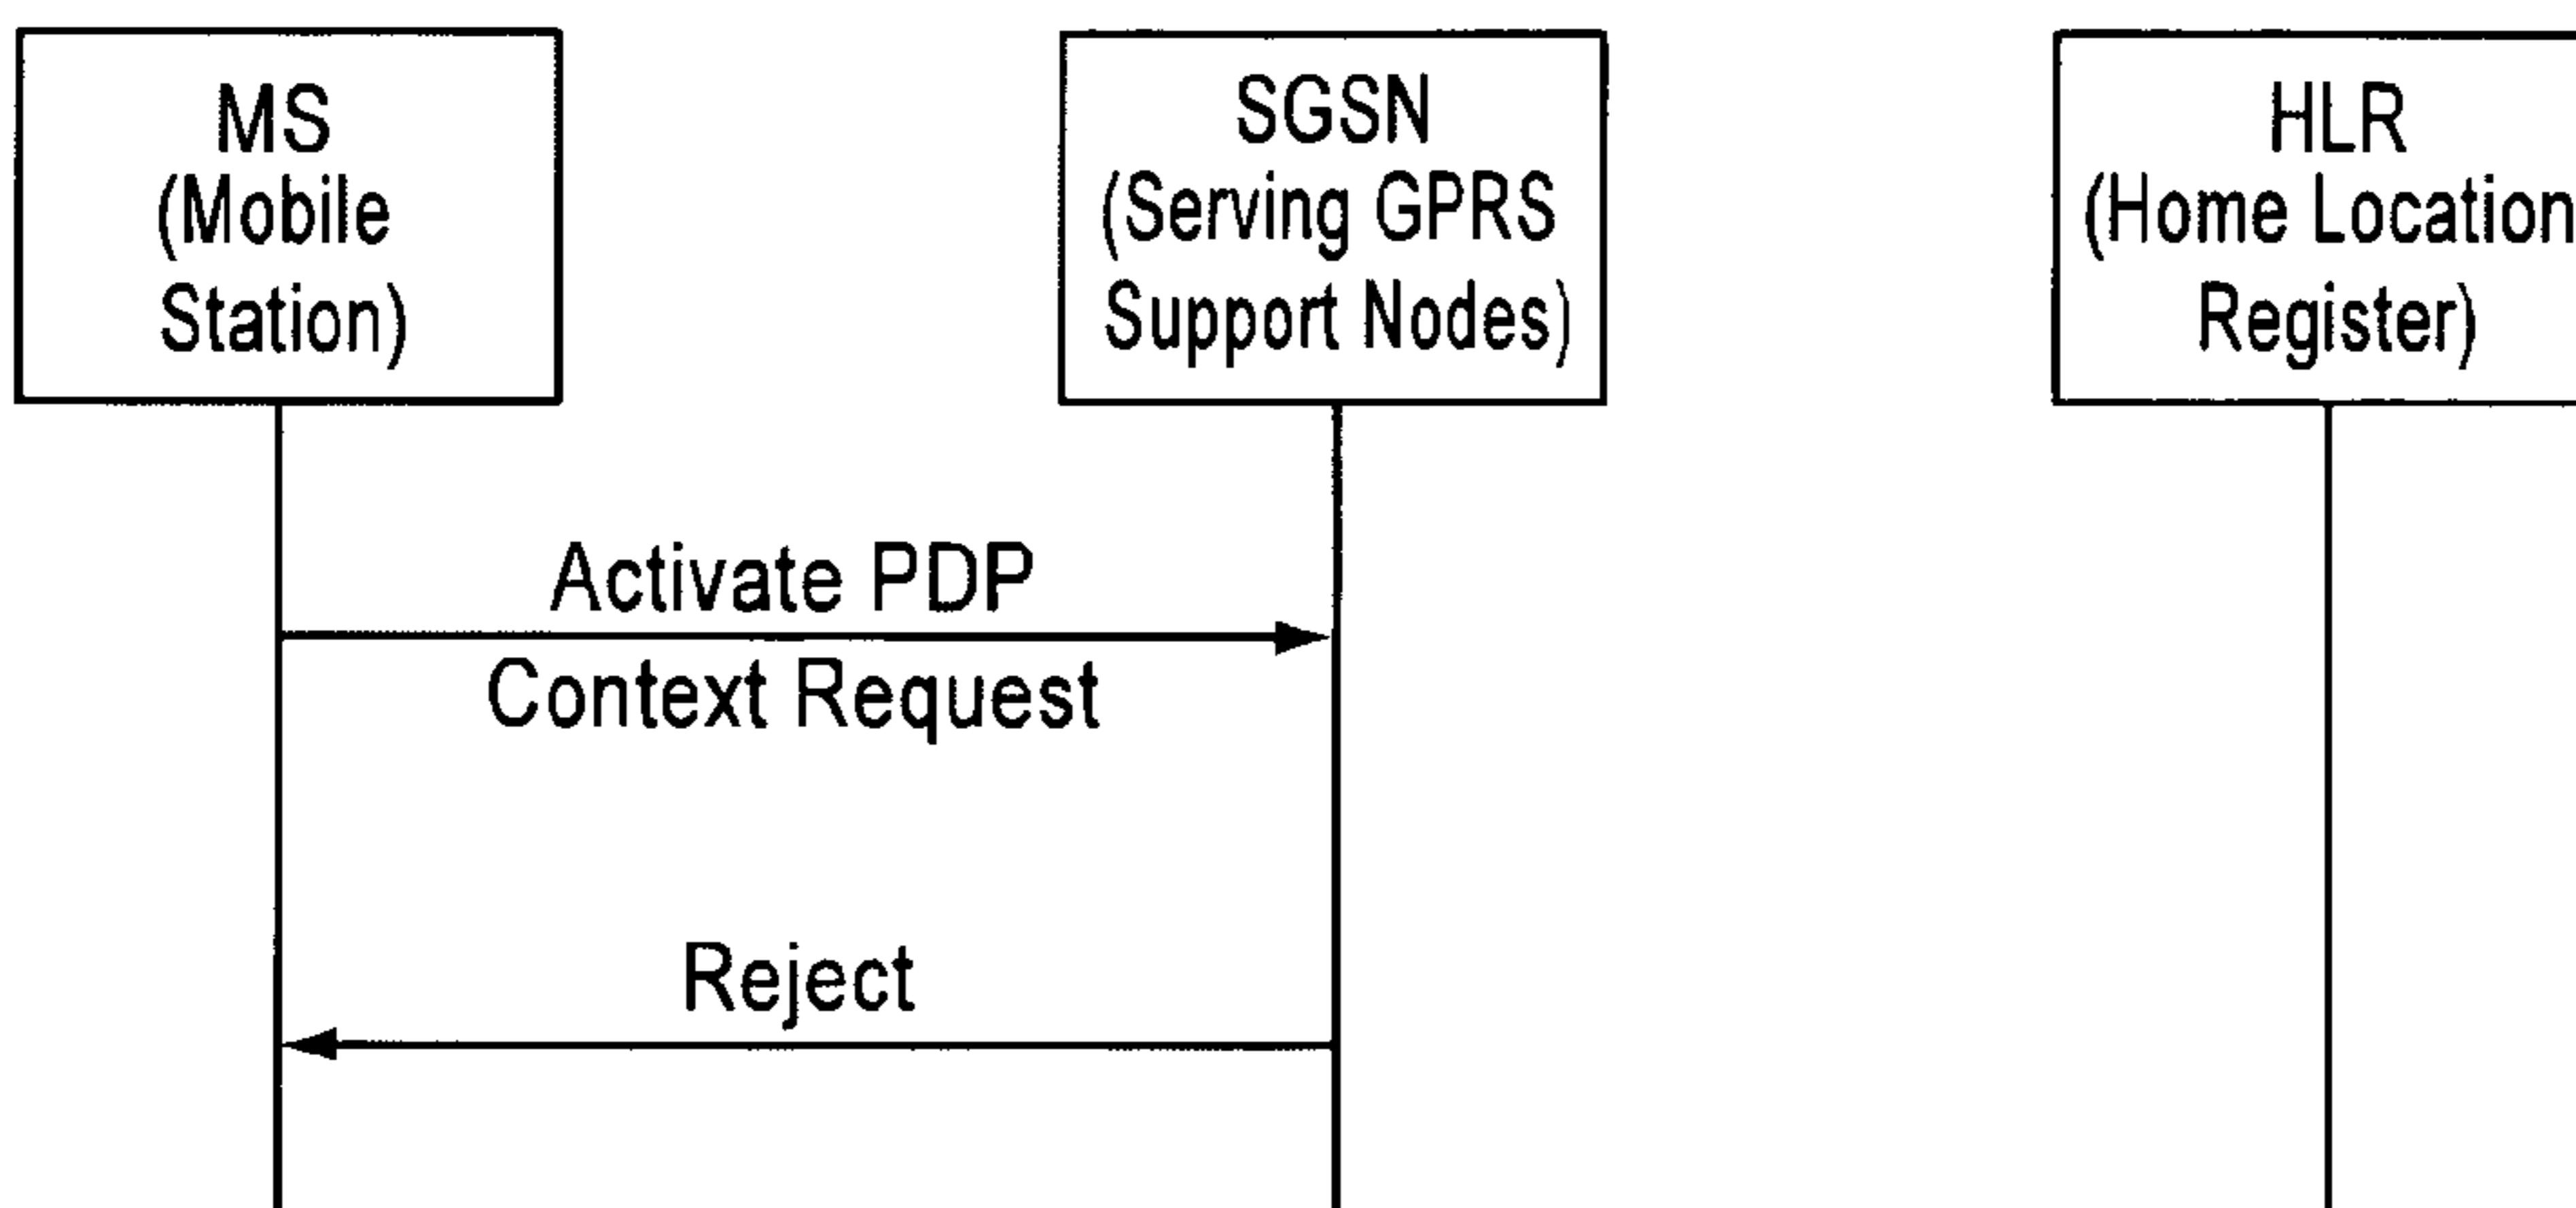 MS
(Mobile
Station)
SGSN
(Serving GPRS
Support Nodes)
HLR
(Home Location
Register)
Activate PDP
Context Request
Reject